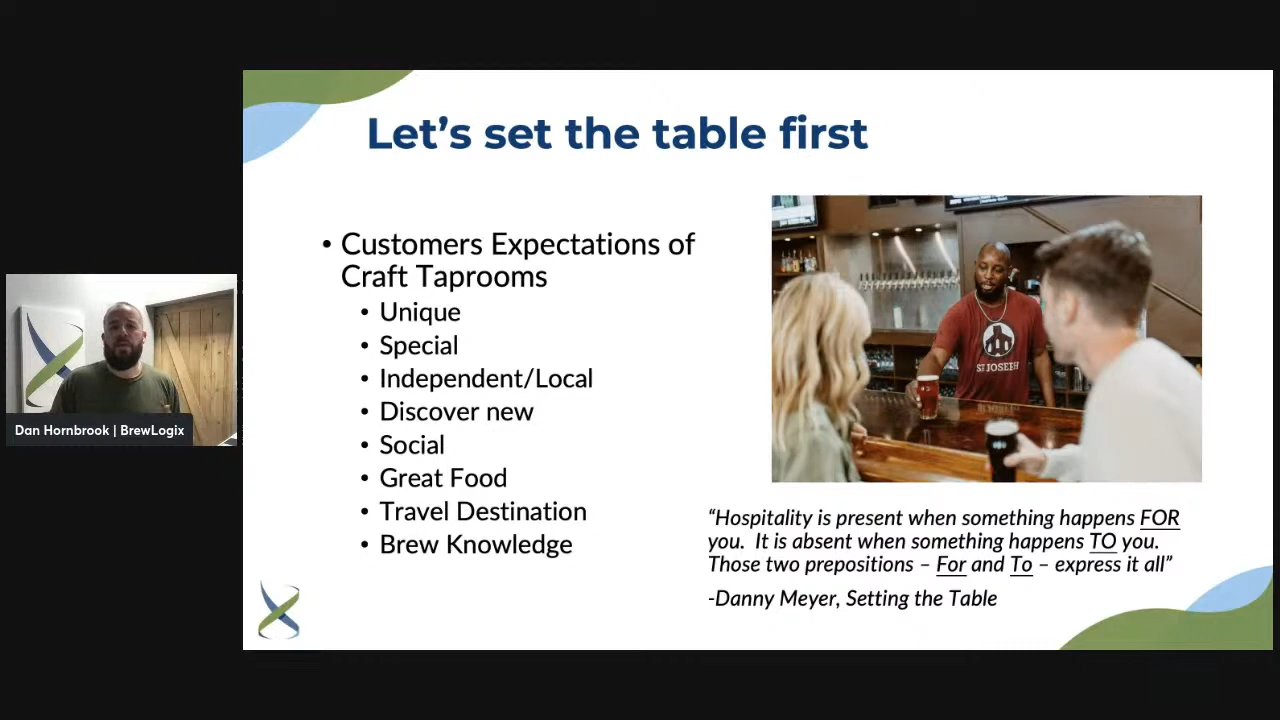 Let's set the table first
• Customers Expectations of
Craft Taprooms
• Unique
• Special
• Independent/Local
• Discover new
• Social
• Great Food
• Travel Destination
• Brew Knowledge
ST JOSEPH
“Hospitality is present when something happens FOR
you.  It is absent when something happens TO you.
Those two prepositions – For and To – express it all”
-Danny Meyer, Setting the Table
Dan Hornbrook | BrewLogix